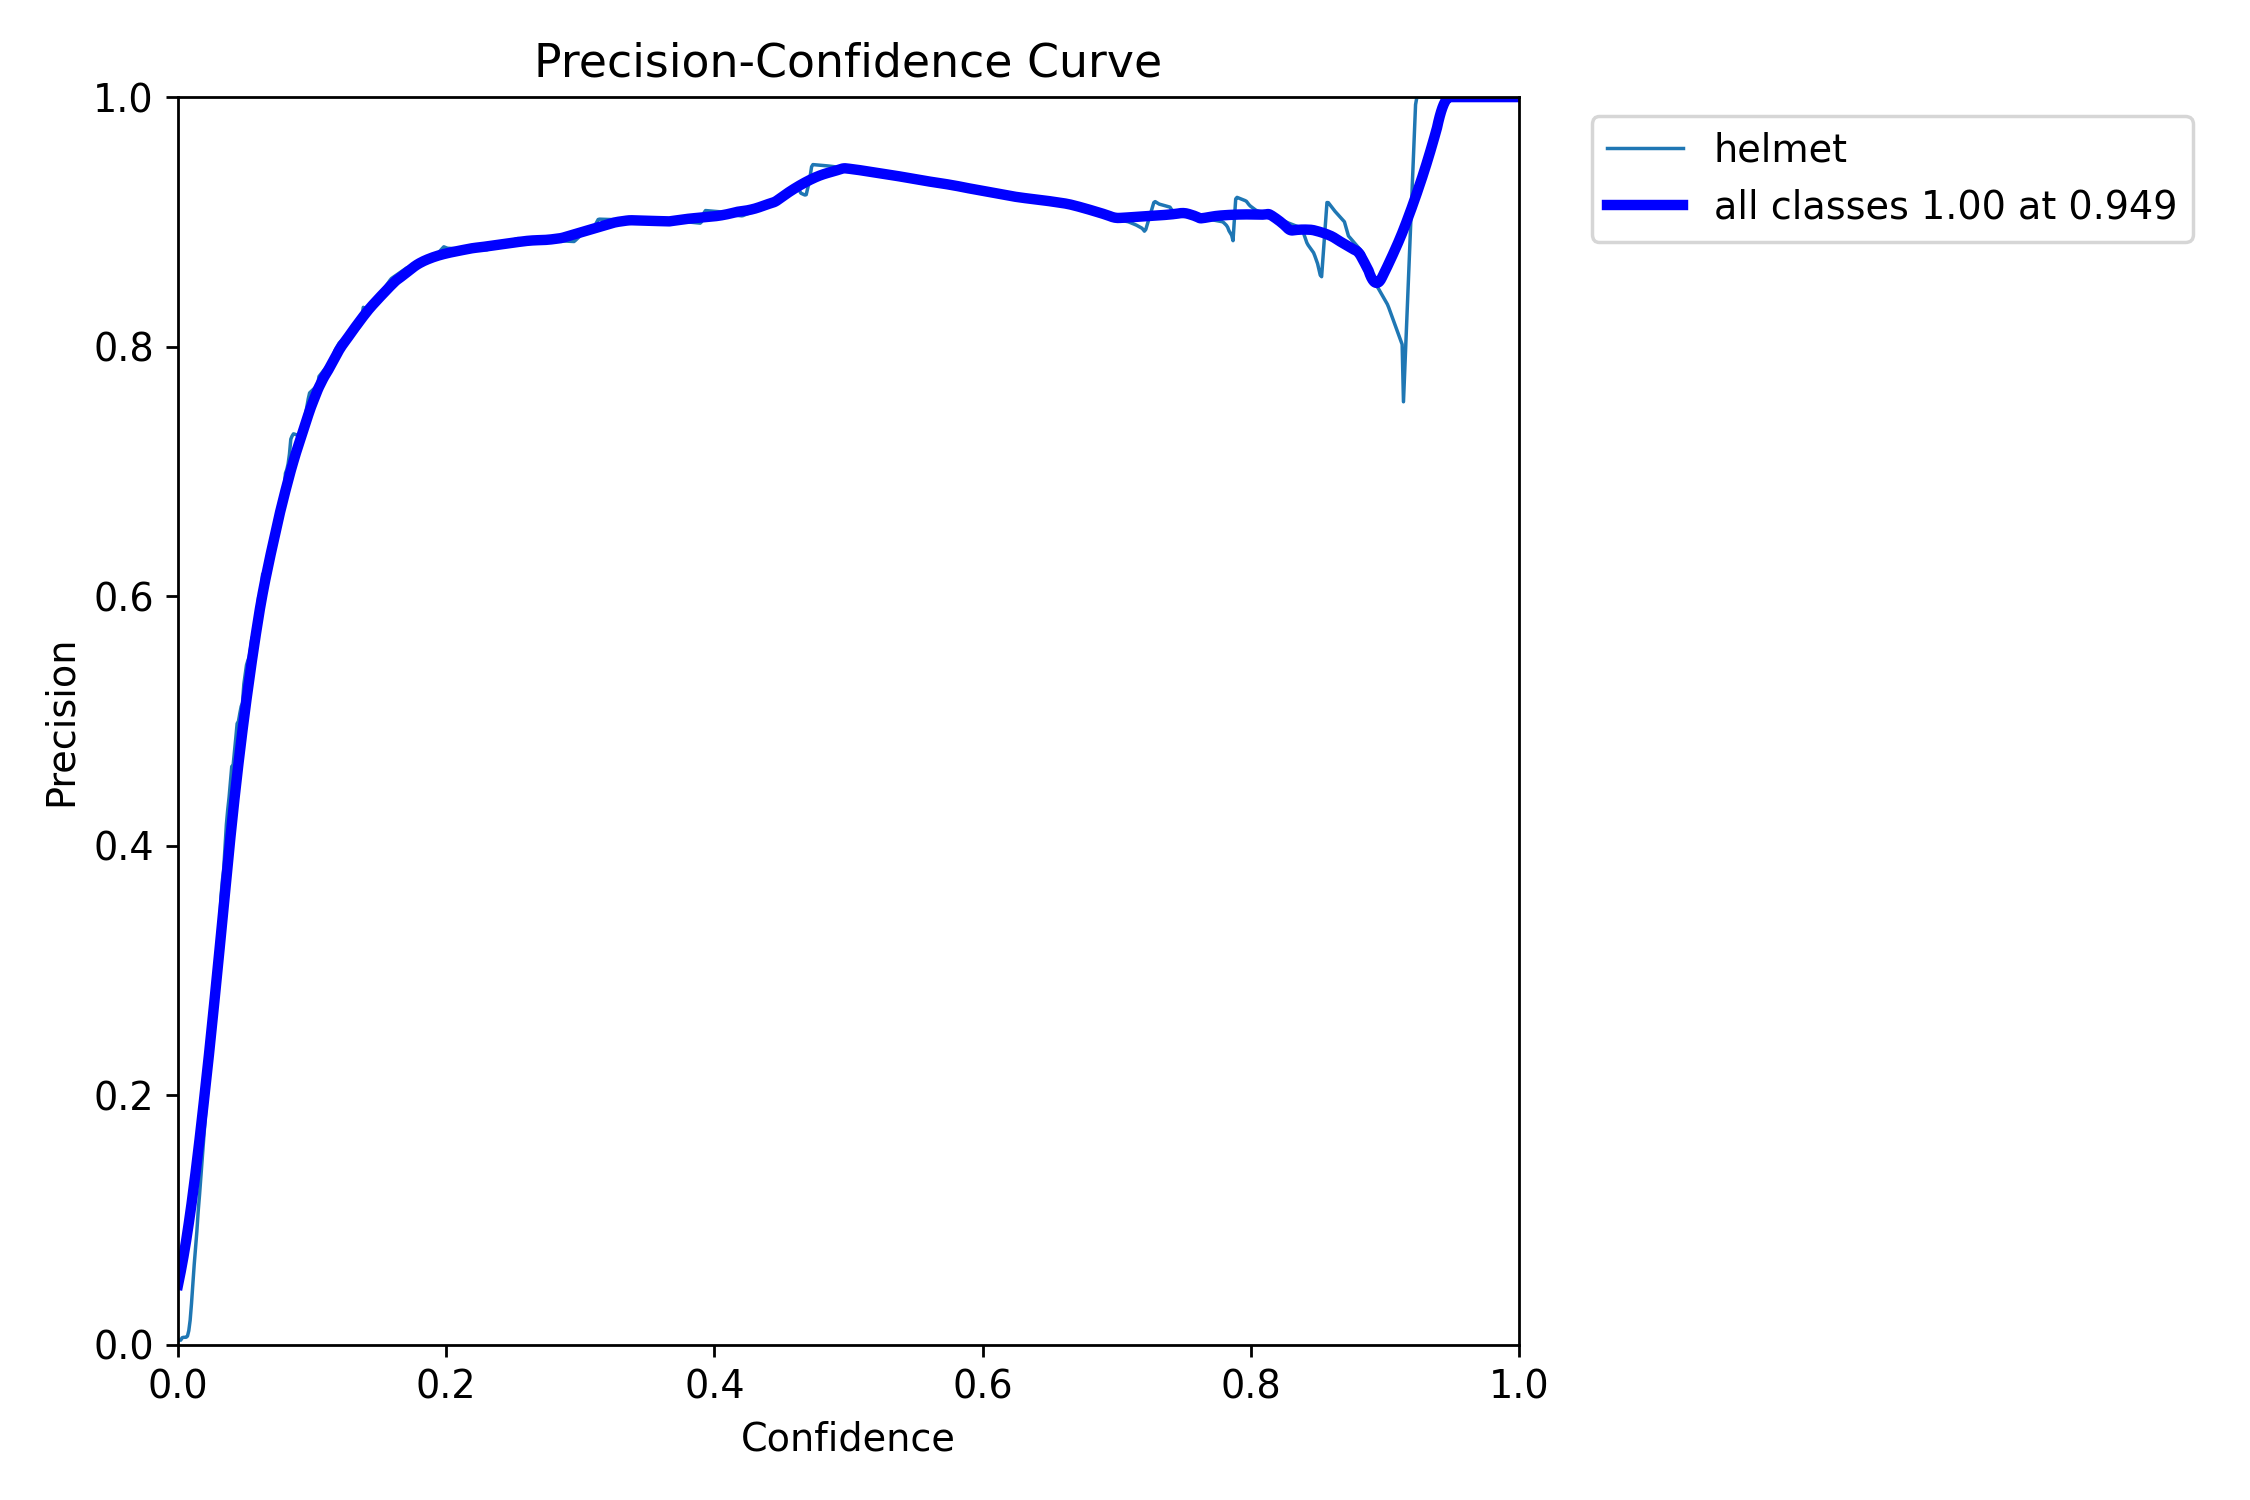 Precision-Confidence Curve
1.0
0.8
0.6
0.4
0.2
0.0
Precision
0.0 0.2 0.4 0.6 0.8 1.0
Confidence
helmet
all classes 1.00 at 0.949